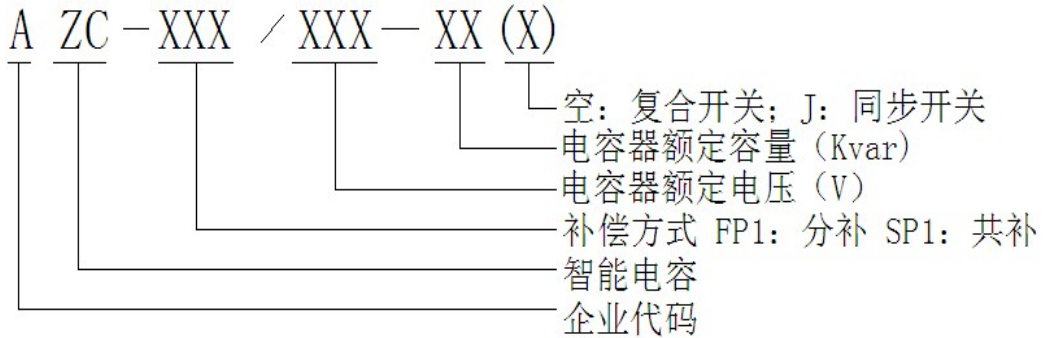 A ZC-XXX/XXX-XX(X)
空：复合开关；J：同步开关
电容器额定容量（Kvar）
电容器额定电压（V）
补偿方式 FP1：分补 SP1：共补
智能电容
企业代码